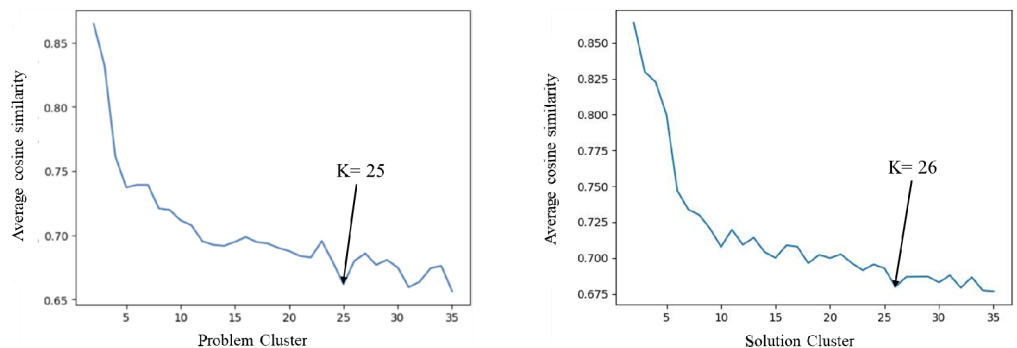 Average cosine similarity
0.85
0.80
0.75
0.70
0.65
K= 25
5 10 15 20 25 30 35
Problem Cluster
Average cosine similarity
0.850
0.825
0.800
0.775
0.750
0.725
0.700
0.675
K= 26
5 10 15 20 25 30 35
Solution Cluster